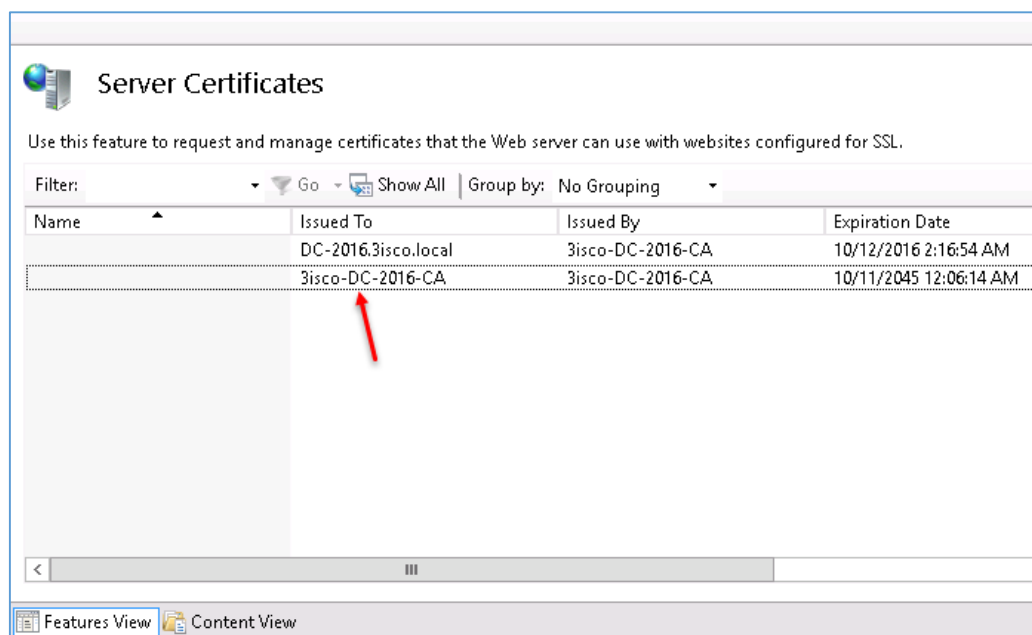 Server Certificates
Use this feature to request and manage certificates that the Web server can use with websites configured for SSL.
Filter: Go Show All Group by: No Grouping
Name Issued To Issued By Expiration Date
DC-2016.3isco.local 3isco-DC-2016-CA 10/12/2016 2:16:54 AM
3isco-DC-2016-CA 3isco-DC-2016-CA 10/11/2045 12:06:14 AM
Features View Content View